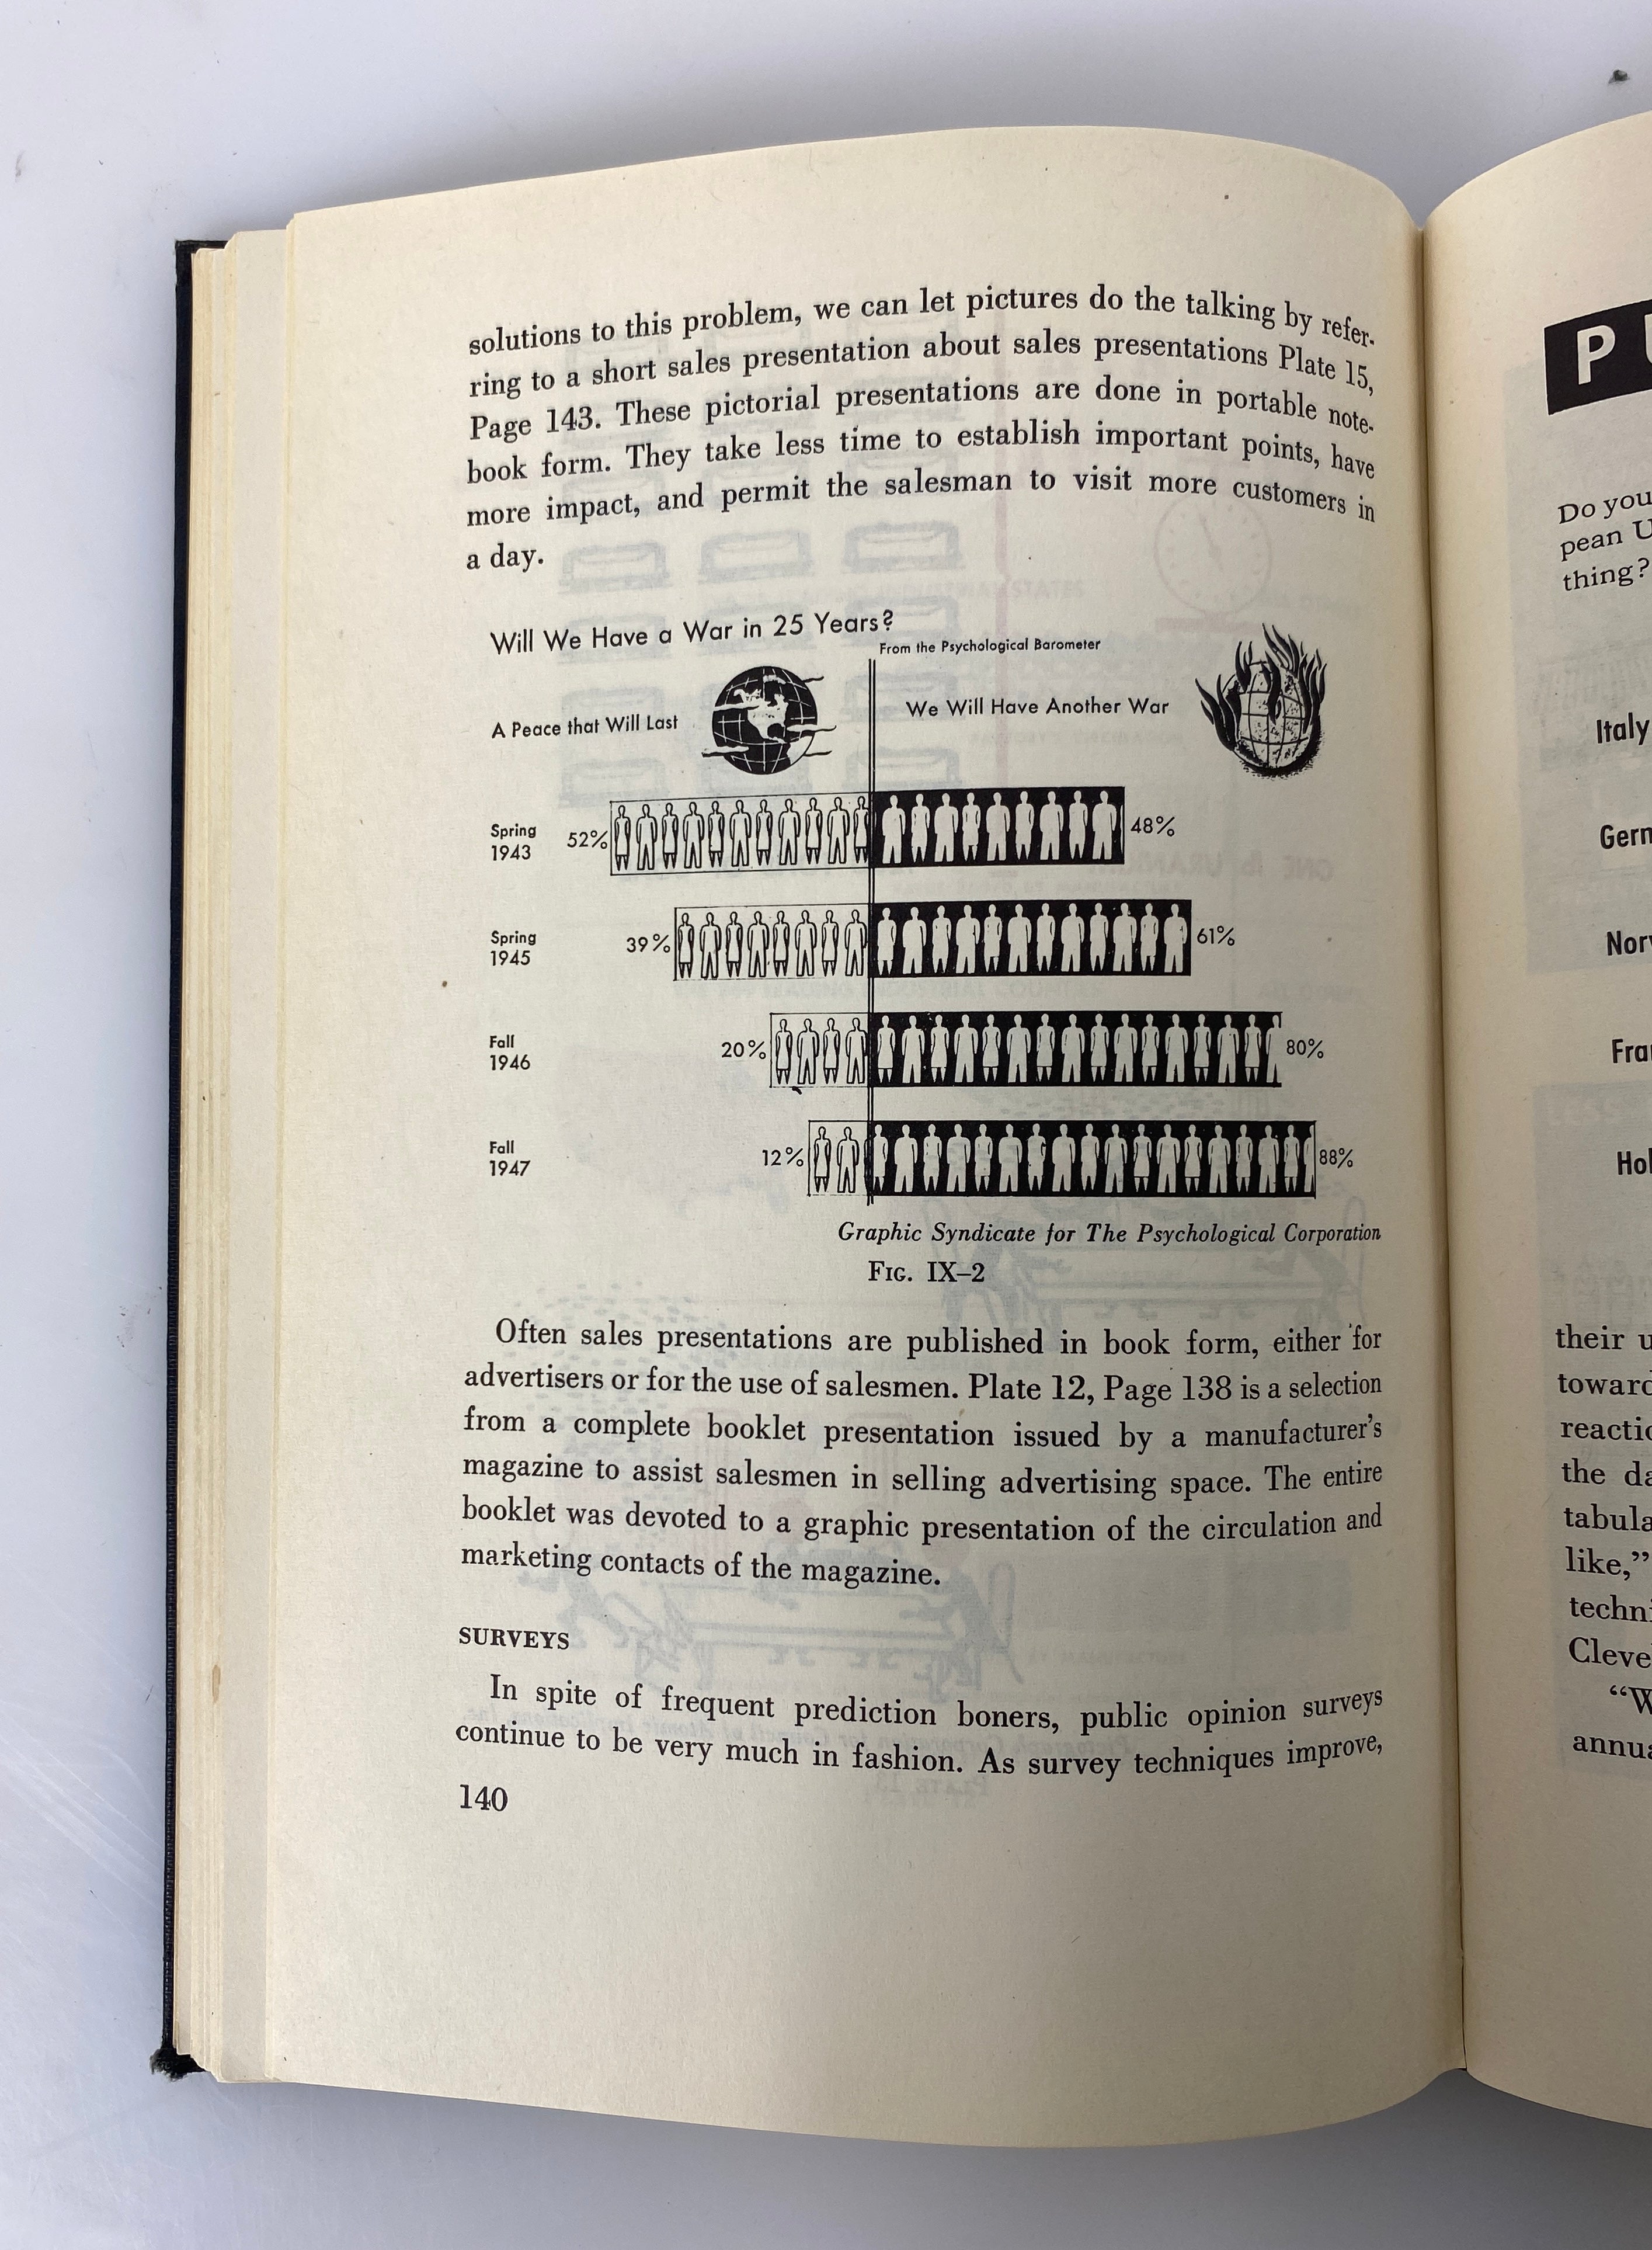 solutions to this problem, we can let pictures do the talking by refer-
ring to a short sales presentation about sales presentations Plate 15,
Page 143. These pictorial presentations are done in portable note-
book form. They take less time to establish important points, have
more impact, and permit the salesman to visit more customers in
a day.
Will We Have a War in 25 Years?
From the Psychological Barometer
A Peace that Will Last
We Will Have Another War
Spring
1943
52%
48%
Spring
1945
39%
61%
Fall
1946
20%
80%
Fall
1947
12%
88%
Graphic Syndicate for The Psychological Corporation
FIG. IX–2
Often sales presentations are published in book form, either for
advertisers or for the use of salesmen. Plate 12, Page 138 is a selection
from a complete booklet presentation issued by a manufacturer's
magazine to assist salesmen in selling advertising space. The entire
booklet was devoted to a graphic presentation of the circulation and
marketing contacts of the magazine.
SURVEYS
In spite of frequent prediction boners, public opinion surveys
continue to be very much in fashion. As survey techniques improve,
140
P
Do you
pean U
thing?
Italy
Germ
Norw
Fra
Hol
their u
toward
reactio
the da
tabula
like,”
techni
Cleve
“W
annua